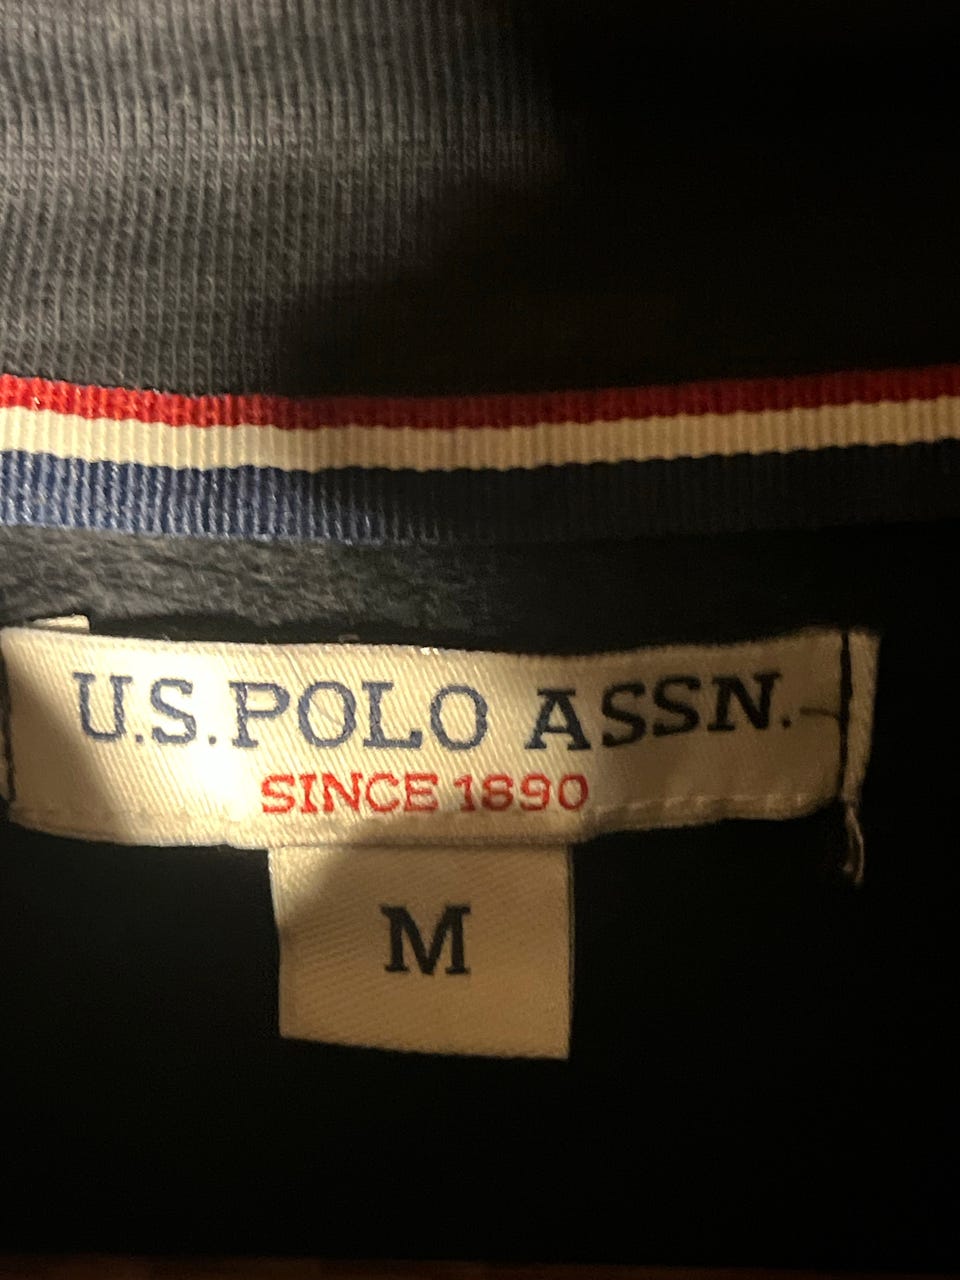 U.S. POLO ASSN.
SINCE 1890
M